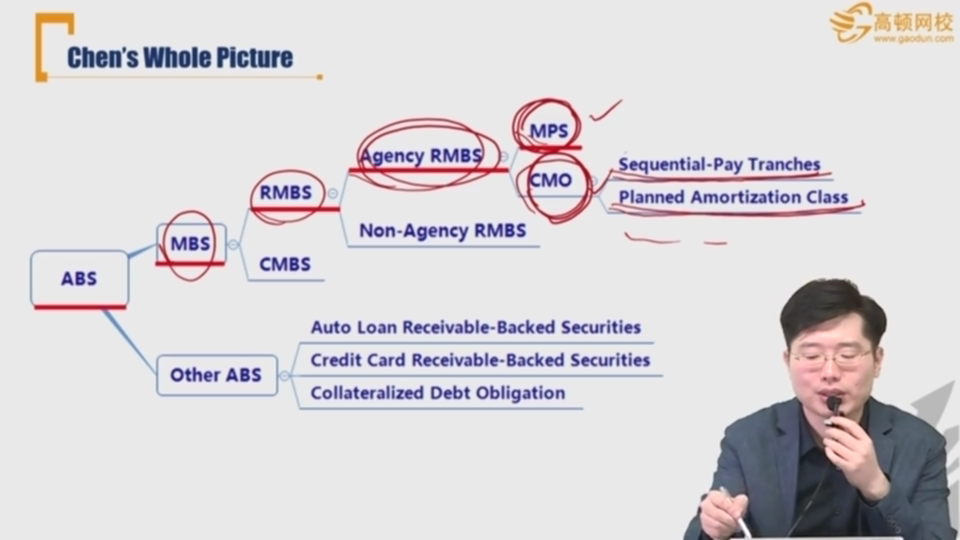 Chen's Whole Picture
高顿网校
www.gaodun.com
MPS
Agency RMBS
Sequential-Pay Tranches
CMO
RMBS
Planned Amortization Class
Non-Agency RMBS
MBS
CMBS
ABS
Auto Loan Receivable-Backed Securities
Credit Card Receivable-Backed Securities
Other ABS
Collateralized Debt Obligation